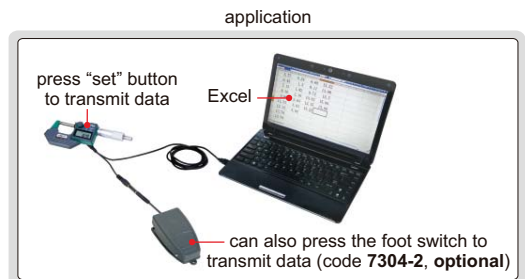 application
press “set” button
to transmit data
Excel
can also press the foot switch to
transmit data (code 7304-2, optional)